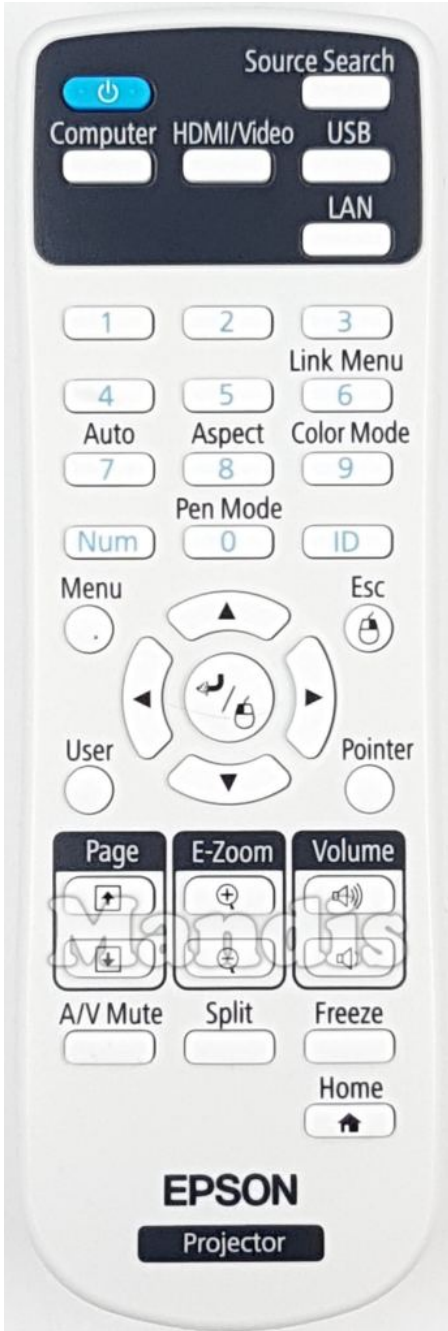 Source Search
Computer HDMI/Video USB
LAN
1 2 3
Link Menu
4 5 6
Auto Aspect Color Mode
7 8 9
Pen Mode
Num 0 ID
Menu Esc
User Pointer
Page E-Zoom Volume
Mandis
A/V Mute Split Freeze
Home
EPSON
Projector